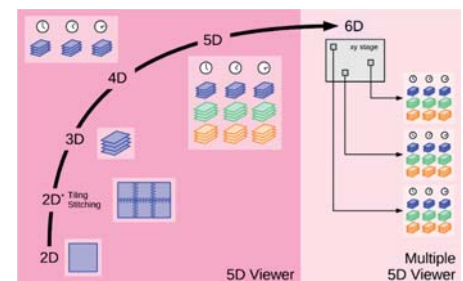 5D
6D
xy stage
4D
3D
2D⁺ Tiling
Stitching
2D
5D Viewer
Multiple
5D Viewer